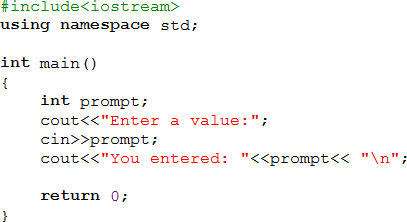 #include<iostream>
using namespace std;

int main()
{
    int prompt;
    cout<<"Enter a value:";
    cin>>prompt;
    cout<<"You entered: "<<prompt<< "\n";

    return 0;
}